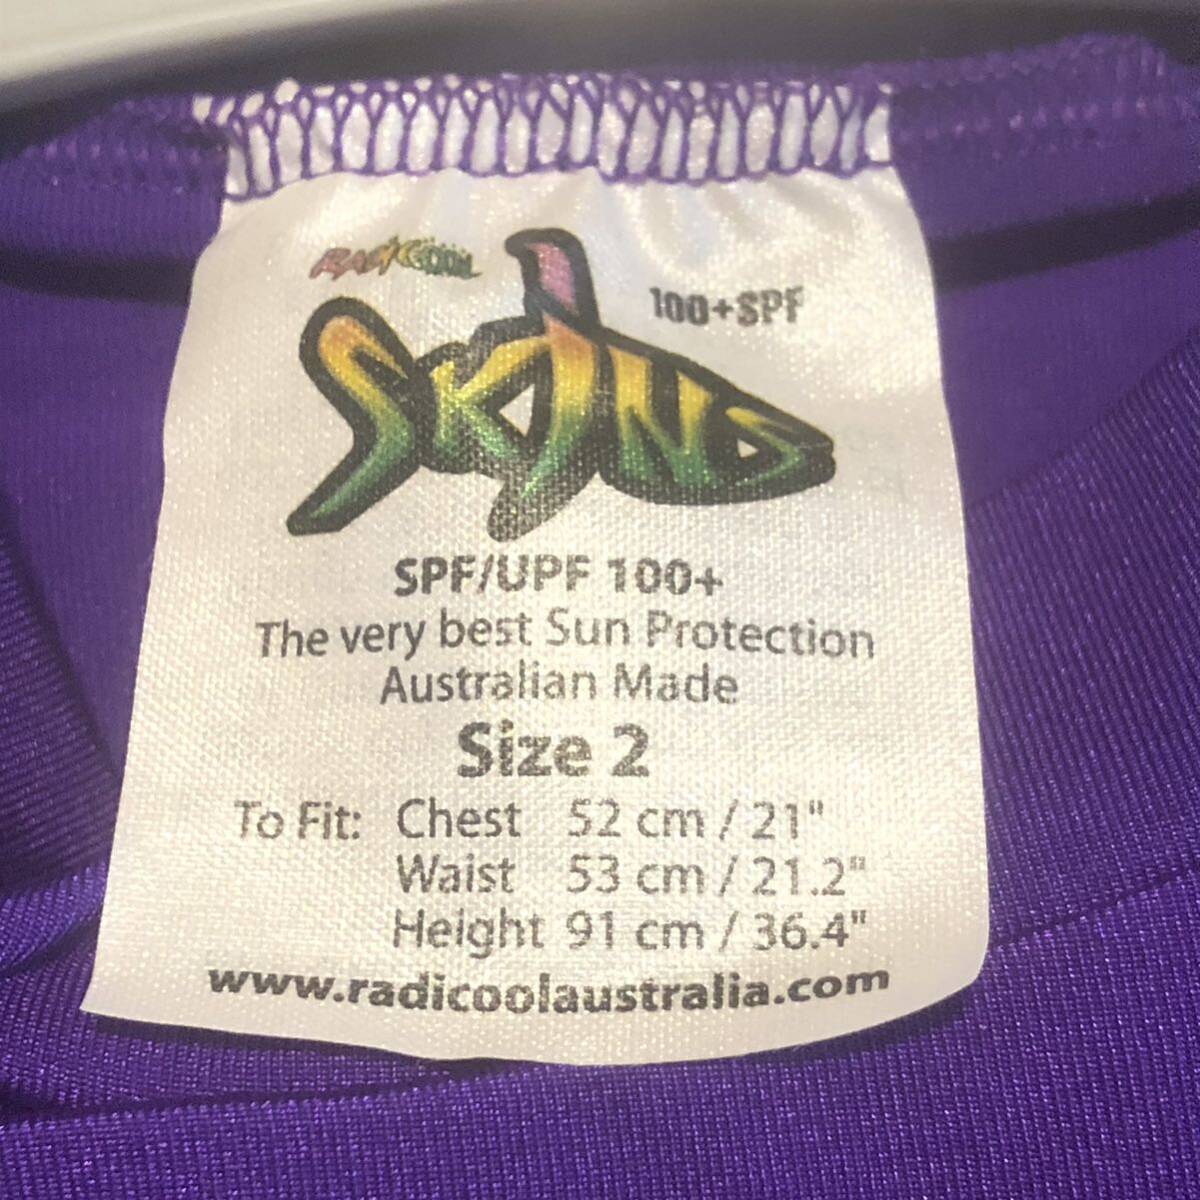 RADICOOL
100+SPF
SKINS
SPF/UPF 100+
The very best Sun Protection
Australian Made
Size 2
To Fit: Chest 52 cm / 21"
Waist 53 cm / 21.2"
Height 91 cm / 36.4"
www.radicoolaustralia.com